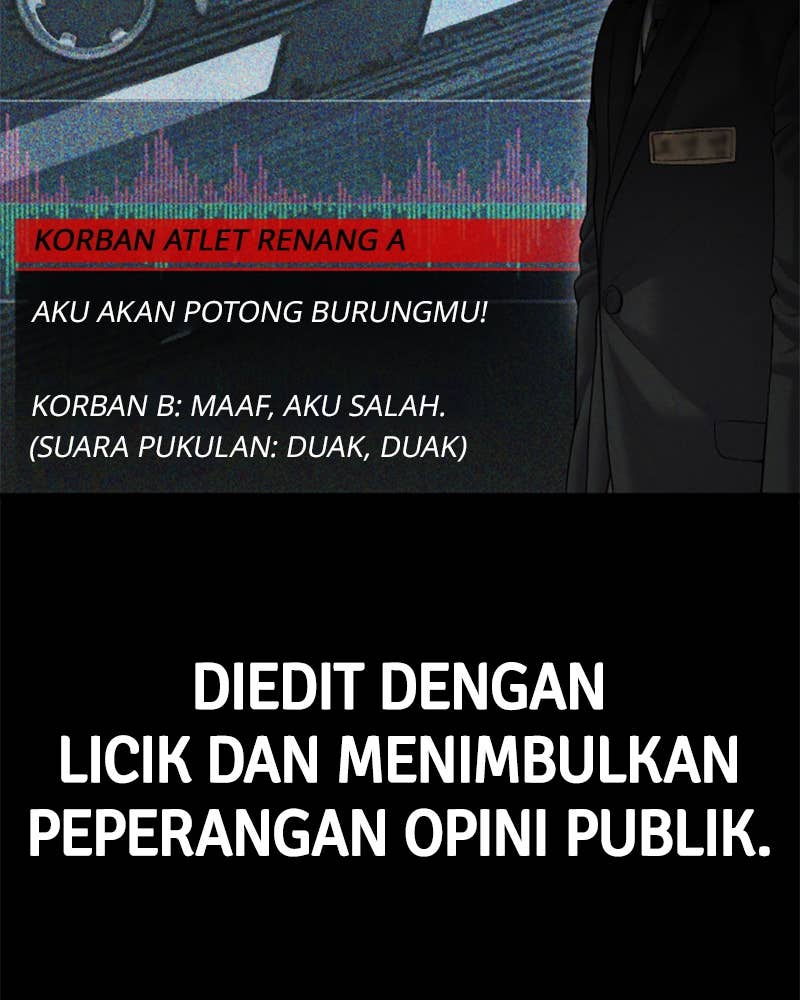 KORBAN ATLET RENANG A
AKU AKAN POTONG BURUNGMU!
KORBAN B: MAAF, AKU SALAH.
(SUARA PUKULAN: DUAK, DUAK)
DIEDIT DENGAN
LICIK DAN MENIMBULKAN
PEPERANGAN OPINI PUBLIK.